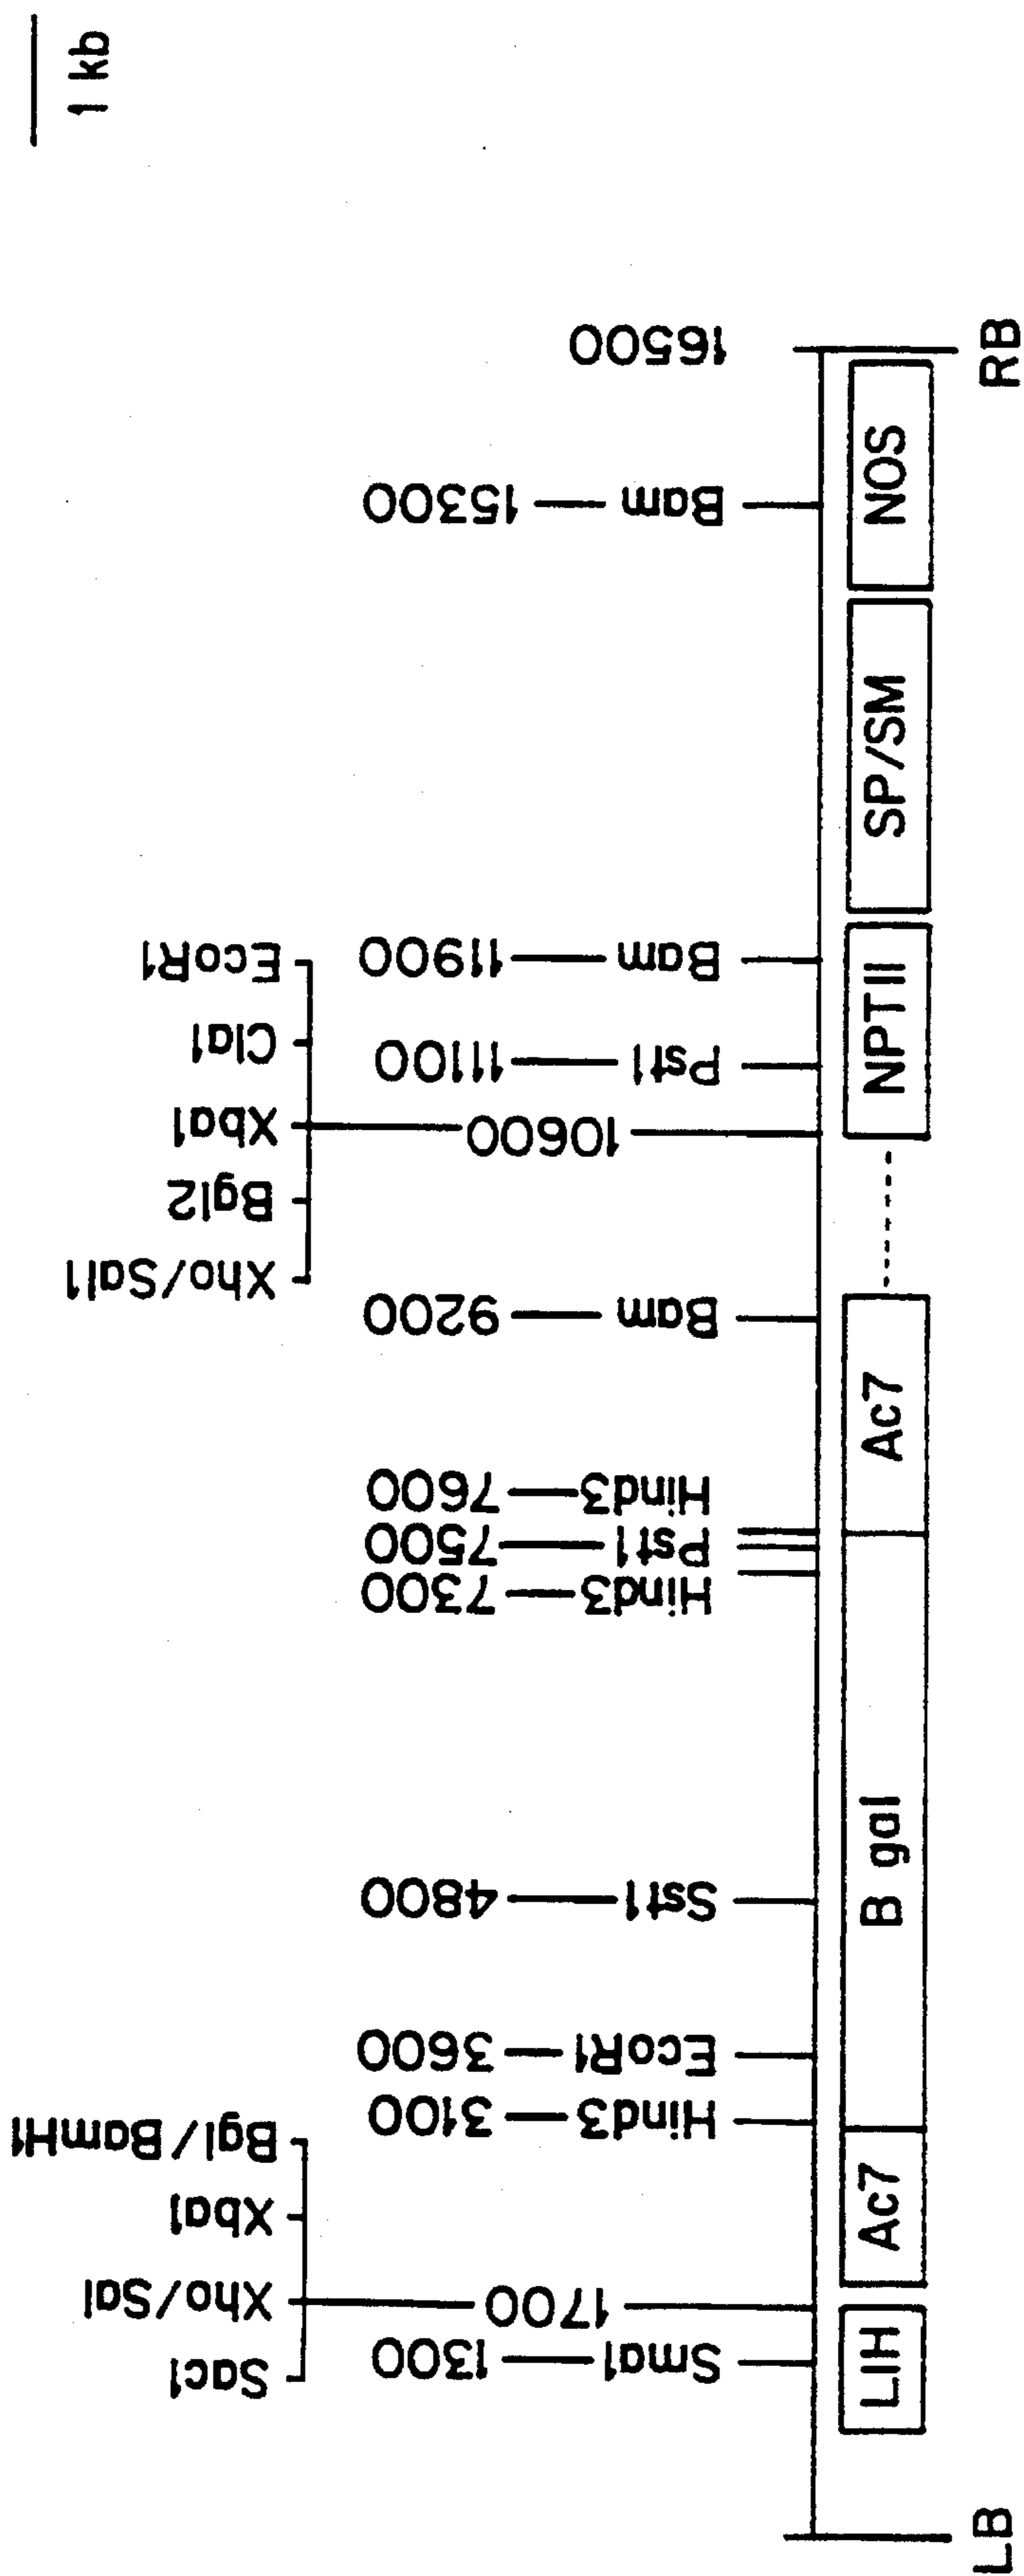 1 kb
Sac1
Xho/Sal
Xba1
Bgl/BamH1
Xho/Sal1
Bgl2
Xba1
Cla1
EcoR1
1300
1700
3100
3600
4800
7300
7500
7600
9200
10600
11100
11900
15300
16500
Sma1
Hind3
EcoR1
Sst1
Hind3
Pst1
Hind3
Bam
Pst1
Bam
Bam
LIH
Ac7
B gal
Ac7
NPTII
SP/SM
NOS
LB
RB